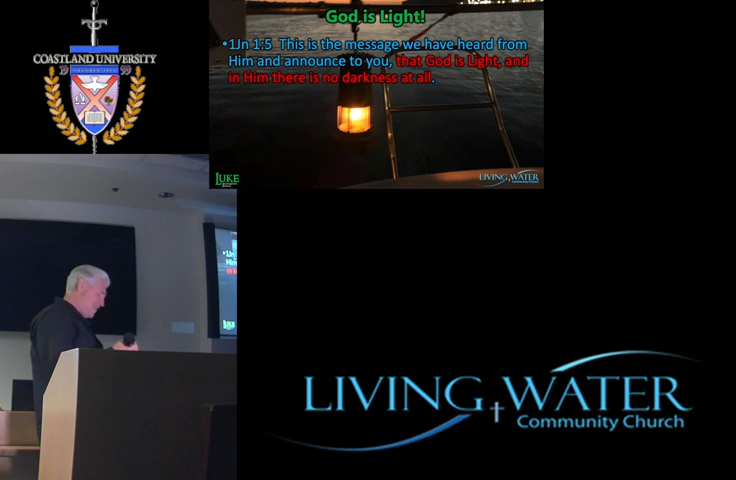 COASTLAND UNIVERSITY
19 99
God is Light!
•1Jn 1:5 This is the message we have heard from
Him and announce to you, that God is Light, and
in Him there is no darkness at all.
LUKE
LIVING WATER
LIVING WATER
Community Church